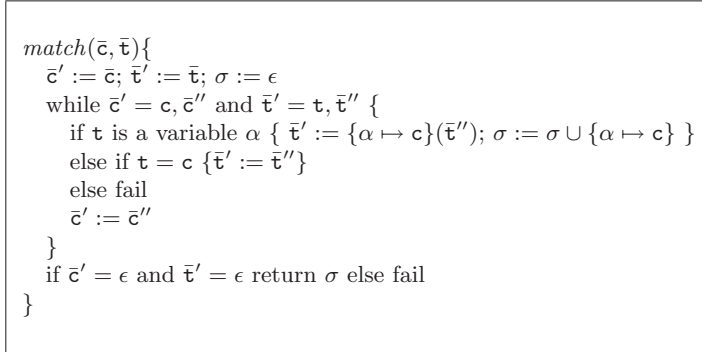 match(c̄, t̄){
c̄′ := c̄; t̄′ := t̄; σ := ϵ
while c̄′ = c, c̄″ and t̄′ = t, t̄″ {
if t is a variable α { t̄′ := {α ↦ c}(t̄″); σ := σ ∪ {α ↦ c} }
else if t = c {t̄′ := t̄″}
else fail
c̄′ := c̄″
}
if c̄′ = ϵ and t̄′ = ϵ return σ else fail
}